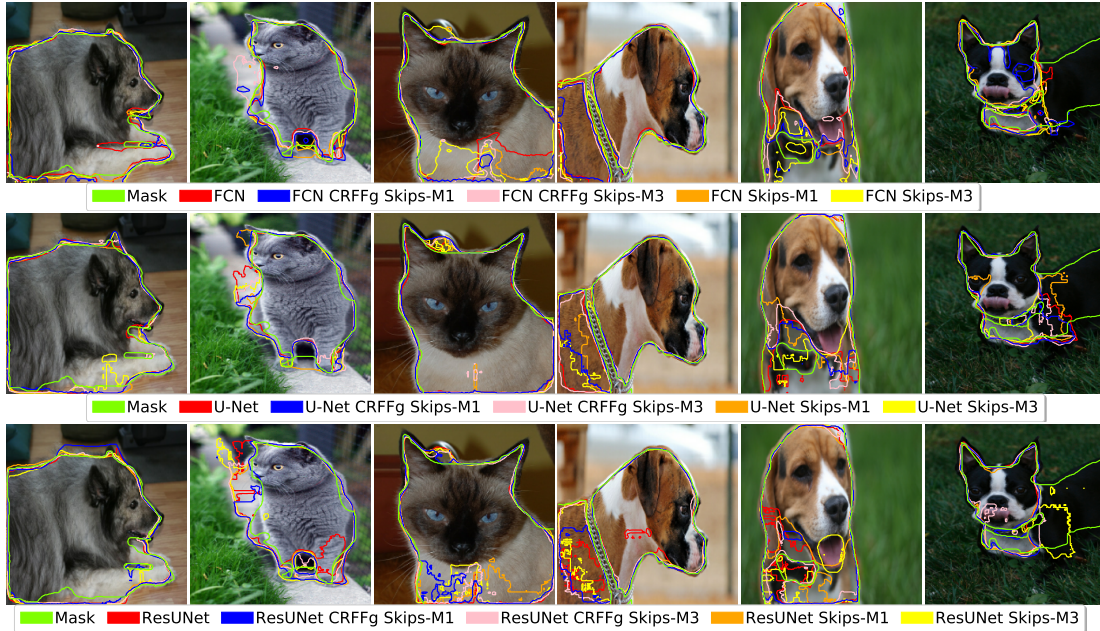 Mask FCN FCN CRFFg Skips-M1 FCN CRFFg Skips-M3 FCN Skips-M1 FCN Skips-M3
Mask U-Net U-Net CRFFg Skips-M1 U-Net CRFFg Skips-M3 U-Net Skips-M1 U-Net Skips-M3
Mask ResUNet ResUNet CRFFg Skips-M1 ResUNet CRFFg Skips-M3 ResUNet Skips-M1 ResUNet Skips-M3